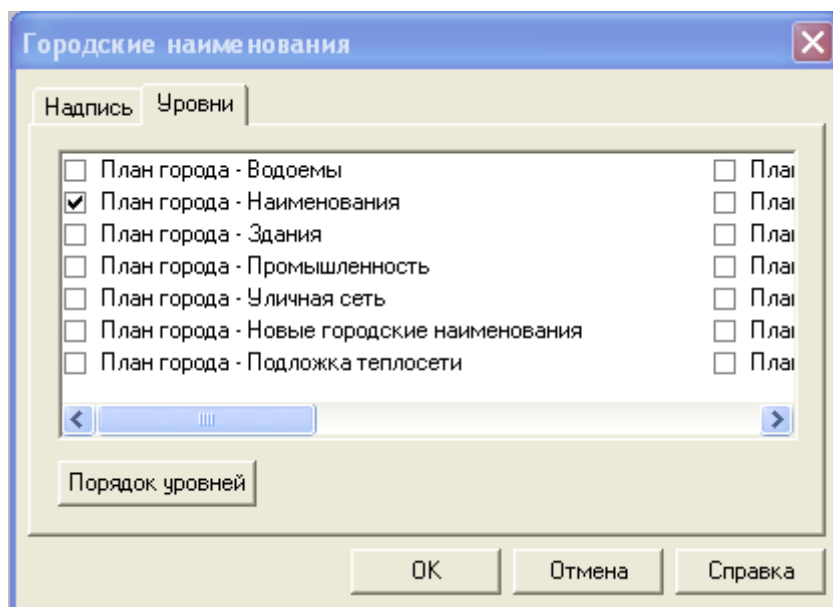 Городские наименования
Надпись Уровни
План города - Водоемы
План города - Наименования
План города - Здания
План города - Промышленность
План города - Уличная сеть
План города - Новые городские наименования
План города - Подложка теплосети
Порядок уровней
ОК Отмена Справка